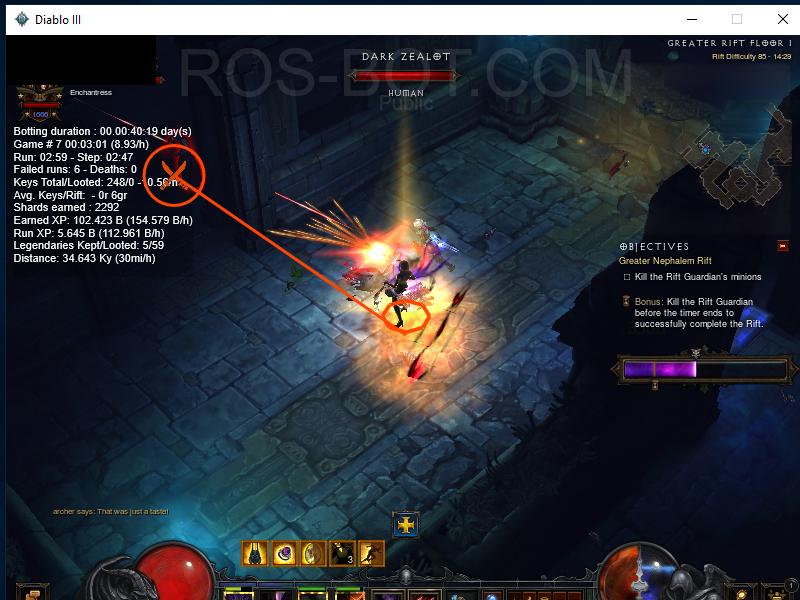 Diablo III
ROS-BOT.COM
Public
DARK ZEALOT
HUMAN
GREATER RIFT FLOOR 1
Rift Difficulty 85 - 14:29
Enchantress
Botting duration : 00.00:40:19 day(s)
Game # 7 00:03:01 (8.93/h)
Run: 02:59 - Step: 02:47
Failed runs: 6 - Deaths: 0
Keys Total/Looted: 248/0 -
Avg. Keys/Rift: - 0r 6gr
Shards earned : 2292
Earned XP: 102.423 B (154.579 B/h)
Run XP: 5.645 B (112.961 B/h)
Legendaries Kept/Looted: 5/59
Distance: 34.643 Ky (30mi/h)
OBJECTIVES
Greater Nephalem Rift
Kill the Rift Guardian's minions
Bonus: Kill the Rift Guardian
before the timer ends to
successfully complete the Rift.
archer says: That was just a taste!
3
1